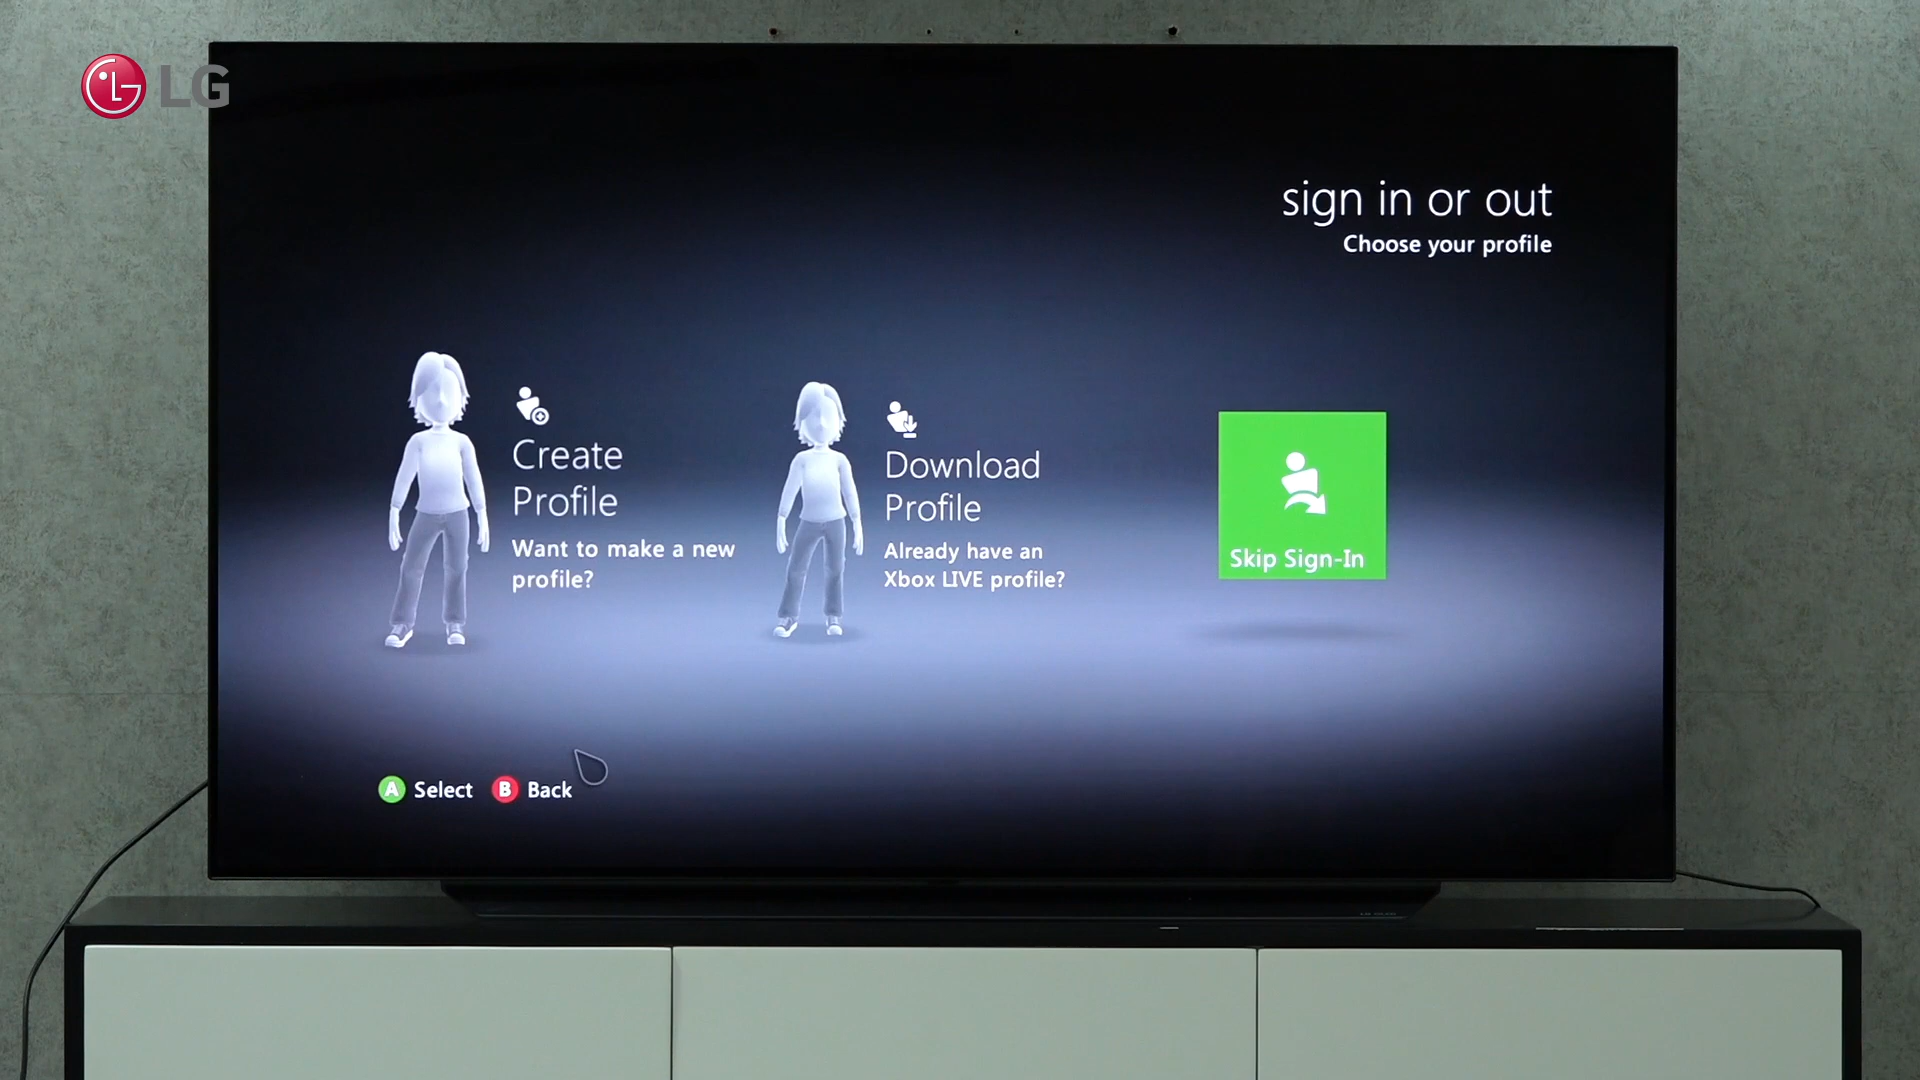 LG
sign in or out
Choose your profile
Create
Profile
Want to make a new
profile?
Download
Profile
Already have an
Xbox LIVE profile?
Skip Sign-In
A Select B Back